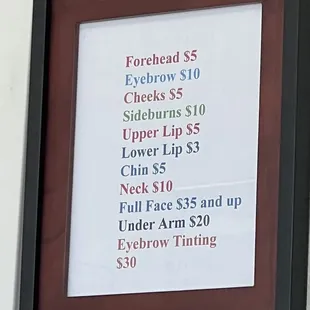 Forehead $5
Eyebrow $10
Cheeks $5
Sideburns $10
Upper Lip $5
Lower Lip $3
Chin $5
Neck $10
Full Face $35 and up
Under Arm $20
Eyebrow Tinting
$30